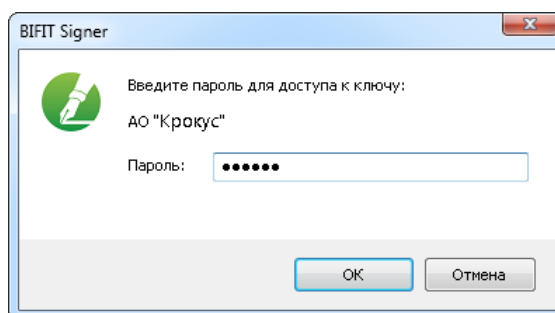 BIFIT Signer
Введите пароль для доступа к ключу:
АО "Крокус"
Пароль: ●●●●●●
ОК Отмена